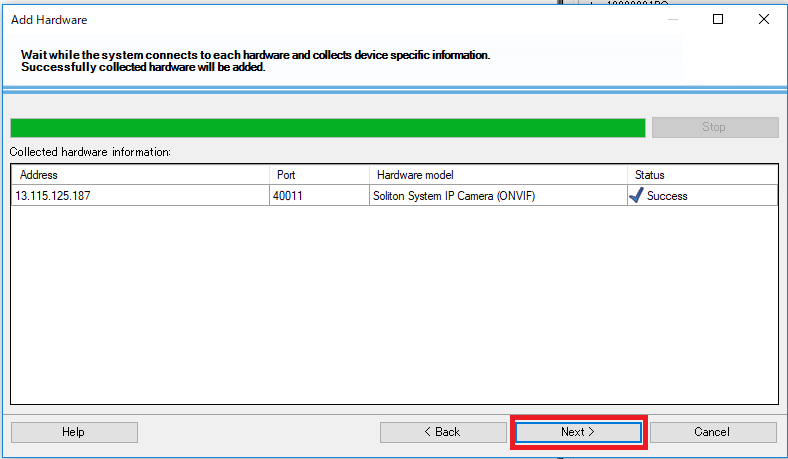 Add Hardware
Wait while the system connects to each hardware and collects device specific information.
Successfully collected hardware will be added.
Stop
Collected hardware information:
Address Port Hardware model Status
13.115.125.187 40011 Soliton System IP Camera (ONVIF) Success
Help < Back Next > Cancel